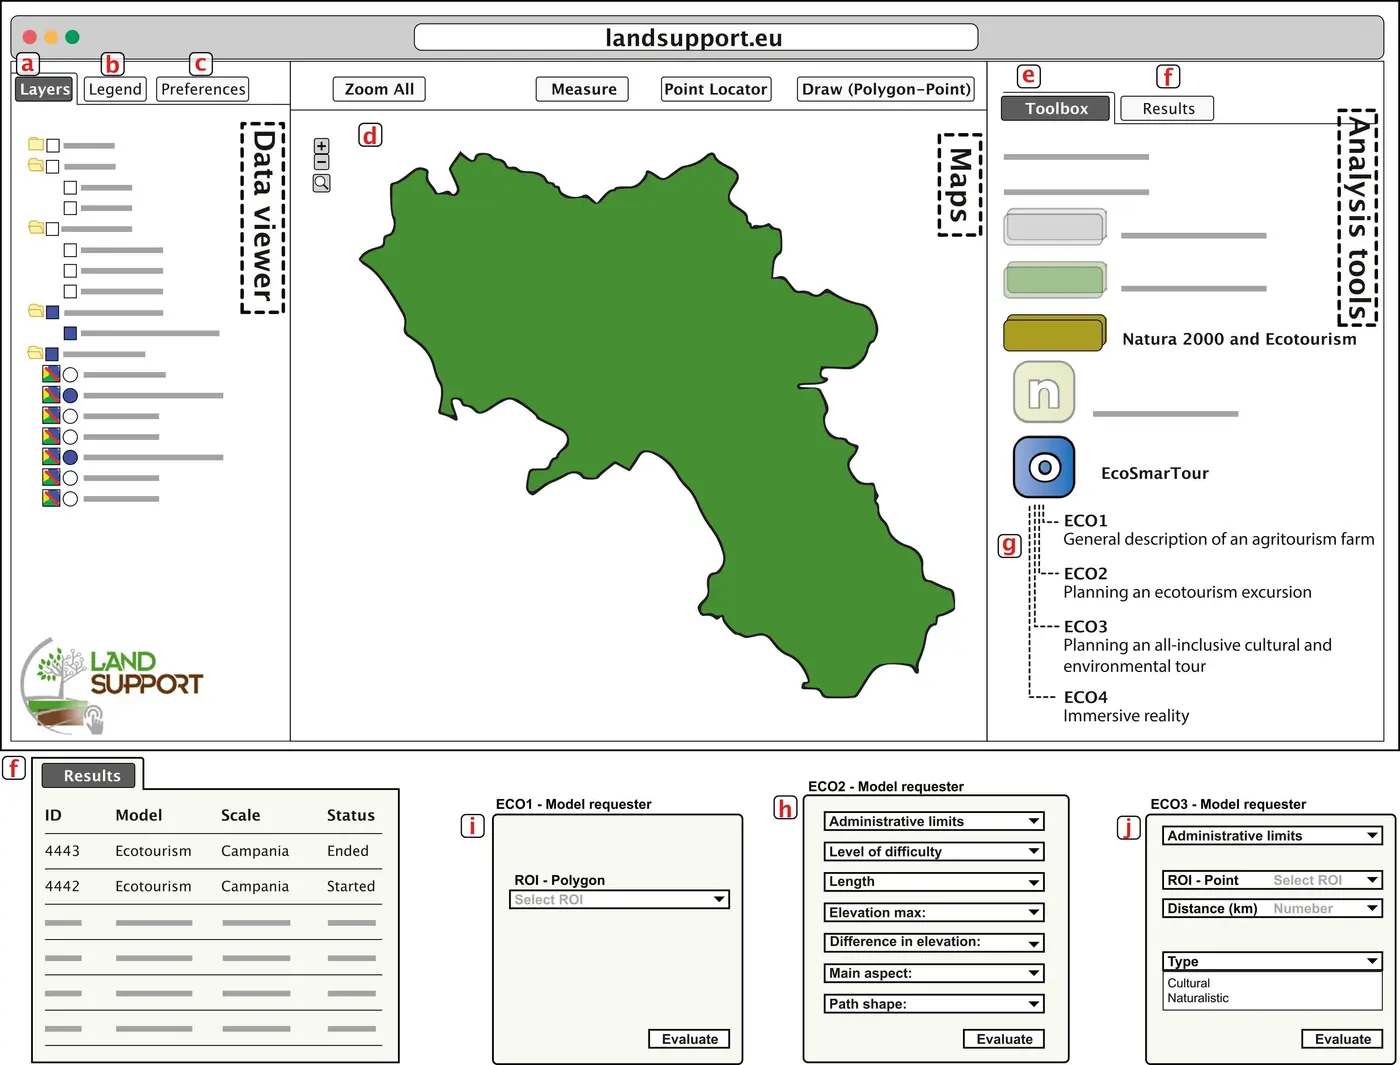 landsupport.eu
a
b
c
Layers
Legend
Preferences
Data viewer
LAND
SUPPORT
Zoom All
Measure
Point Locator
Draw (Polygon-Point)
d
+
−
Maps
e
f
Toolbox
Results
Analysis tools
Natura 2000 and Ecotourism
n
EcoSmarTour
g
ECO1
General description of an agritourism farm
ECO2
Planning an ecotourism excursion
ECO3
Planning an all-inclusive cultural and
environmental tour
ECO4
Immersive reality
f
Results
ID Model Scale Status
4443 Ecotourism Campania Ended
4442 Ecotourism Campania Started
i
ECO1 - Model requester
ROI - Polygon
Select ROI
Evaluate
h
ECO2 - Model requester
Administrative limits
Level of difficulty
Length
Elevation max:
Difference in elevation:
Main aspect:
Path shape:
Evaluate
j
ECO3 - Model requester
Administrative limits
ROI - Point Select ROI
Distance (km) Numeber
Type
Cultural
Naturalistic
Evaluate